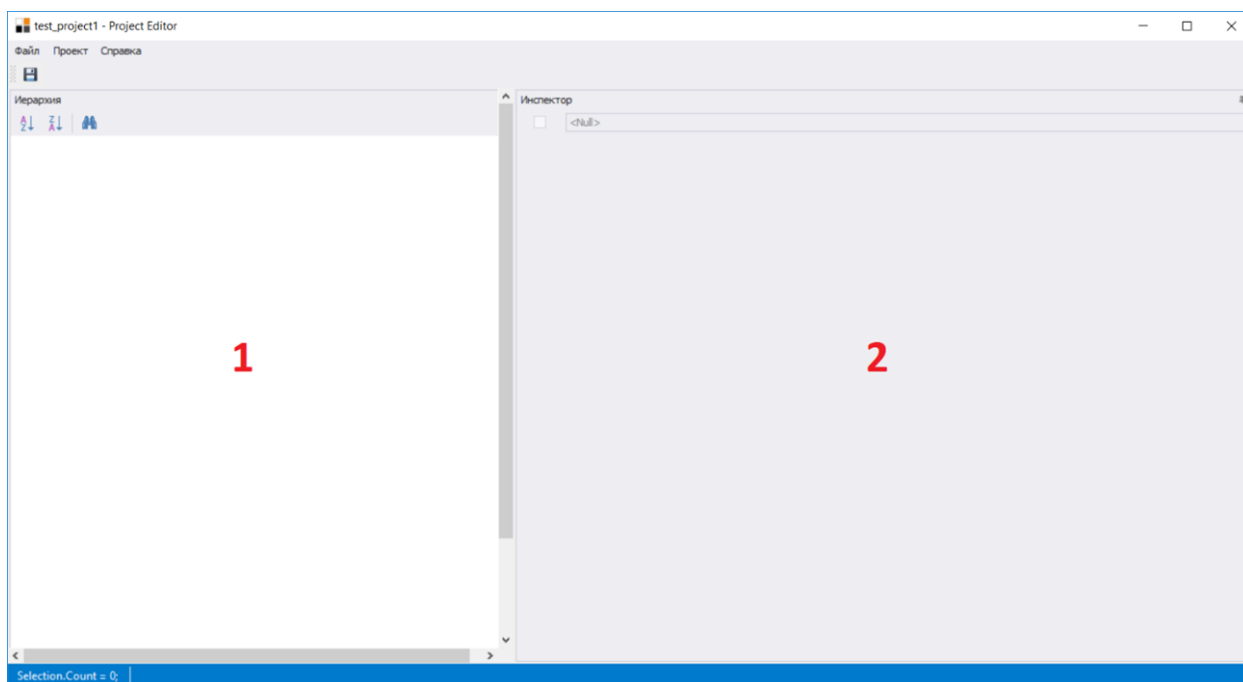 test_project1 - Project Editor
Файл Проект Справка
Иерархия
Инспектор
<Null>
1
2
Selection.Count = 0;